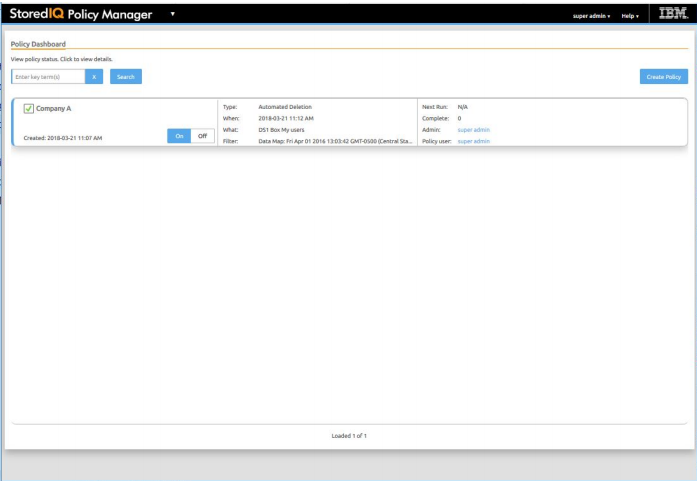 StoredIQ Policy Manager
super admin
Help
IBM
Policy Dashboard
View policy status. Click to view details.
Enter key term(s)
X
Search
Create Policy
Company A
Created: 2018-03-21 11:07 AM
On
Off
Type: Automated Deletion
When: 2018-03-21 11:12 AM
What: DS1 Box My users
Filter: Data Map: Fri Apr 01 2016 13:03:42 GMT-0500 (Central Sta...
Next Run: N/A
Complete: 0
Admin: super admin
Policy user: super admin
Loaded 1 of 1